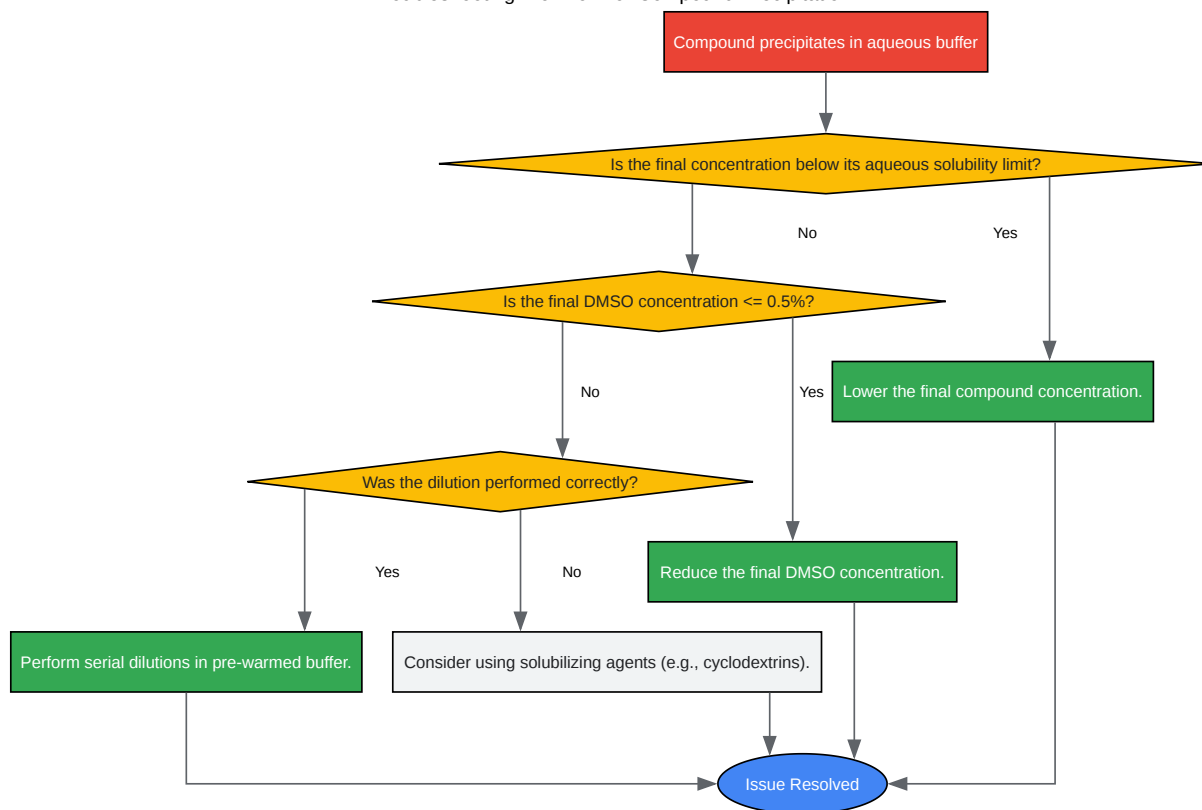 Compound precipitates in aqueous buffer
Is the final concentration below its aqueous solubility limit?
No
Yes
Is the final DMSO concentration <= 0.5%?
No
Yes
Lower the final compound concentration.
Was the dilution performed correctly?
Yes
No
Reduce the final DMSO concentration.
Perform serial dilutions in pre-warmed buffer.
Consider using solubilizing agents (e.g., cyclodextrins).
Issue Resolved